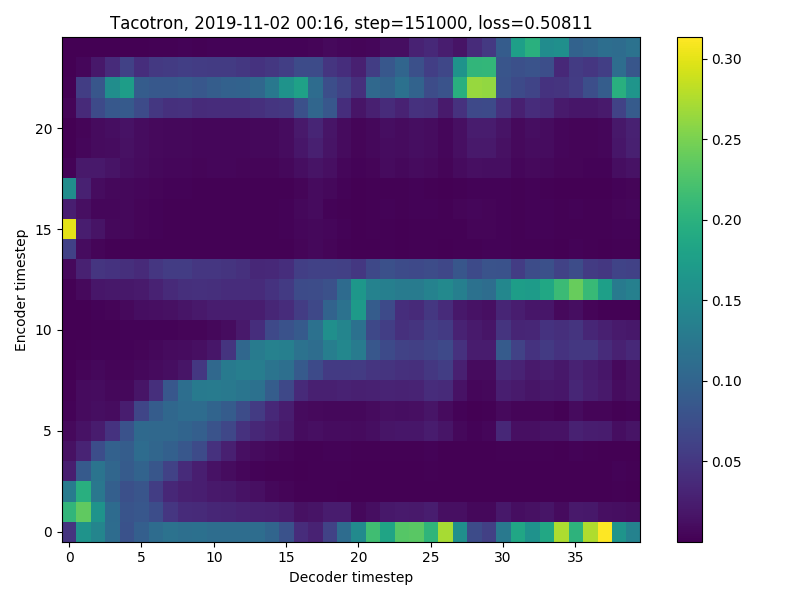 Tacotron, 2019-11-02 00:16, step=151000, loss=0.50811
Encoder timestep
20
15
10
5
0
0 5 10 15 20 25 30 35
Decoder timestep
0.30
0.25
0.20
0.15
0.10
0.05